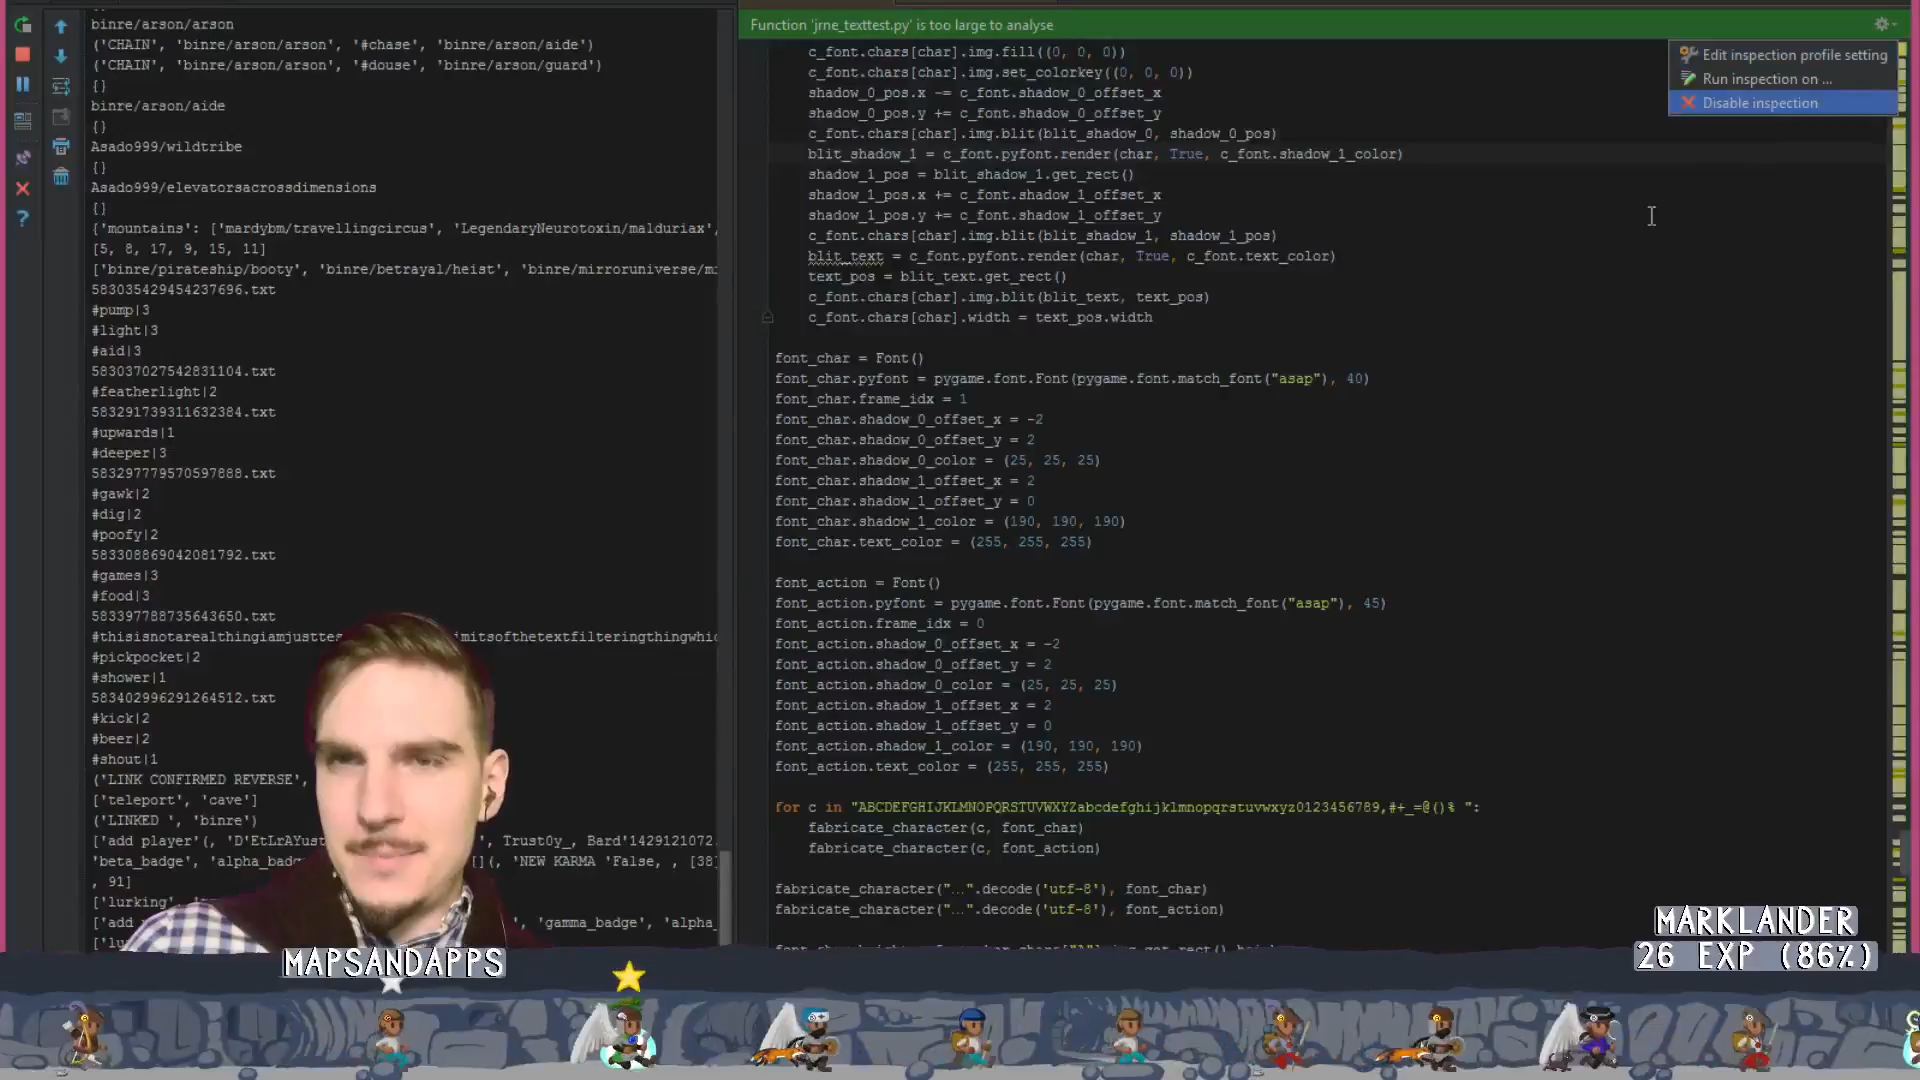 binre/arson/arson
('CHAIN', 'binre/arson/arson', '#chase', 'binre/arson/aide')
('CHAIN', 'binre/arson/arson', '#douse', 'binre/arson/guard')
{}
binre/arson/aide
{}
Asado999/wildtribe
{}
Asado999/elevatorsacrossdimensions
{}
{'mountains': ['mardybm/travellingcircus', 'LegendaryNeurotoxin/malduriax',
[5, 8, 17, 9, 15, 11]
['binre/pirateship/booty', 'binre/betrayal/heist', 'binre/mirroruniverse/m
583035429454237696.txt
#pump|3
#light|3
#aid|3
583037027542831104.txt
#featherlight|2
583291739311632384.txt
#upwards|1
#deeper|3
583297779570597888.txt
#gawk|2
#dig|2
#poofy|2
583308869042081792.txt
#games|3
#food|3
583397788735643650.txt
#thisisnotarealthingiamjusttes imitsofthetextfilteringthingwhic
#pickpocket|2
#shower|1
583402996291264512.txt
#kick|2
#beer|2
#shout|1
('LINK CONFIRMED REVERSE',
['teleport', 'cave']
('LINKED ', binre')
['add player'(, 'D'EtLrAYust ', Trust0y_, Bard'1429121072.
'beta_badge', 'alpha_badg [](, 'NEW KARMA 'False, , [38]
, 91]
['lurking',
['add , 'gamma_badge', 'alpha_
['lu
Function 'jrne_texttest.py' is too large to analyse
Edit inspection profile setting
Run inspection on ...
Disable inspection
c_font.chars[char].img.fill((0, 0, 0))
c_font.chars[char].img.set_colorkey((0, 0, 0))
shadow_0_pos.x -= c_font.shadow_0_offset_x
shadow_0_pos.y += c_font.shadow_0_offset_y
c_font.chars[char].img.blit(blit_shadow_0, shadow_0_pos)
blit_shadow_1 = c_font.pyfont.render(char, True, c_font.shadow_1_color)
shadow_1_pos = blit_shadow_1.get_rect()
shadow_1_pos.x += c_font.shadow_1_offset_x
shadow_1_pos.y += c_font.shadow_1_offset_y
c_font.chars[char].img.blit(blit_shadow_1, shadow_1_pos)
blit_text = c_font.pyfont.render(char, True, c_font.text_color)
text_pos = blit_text.get_rect()
c_font.chars[char].img.blit(blit_text, text_pos)
c_font.chars[char].width = text_pos.width
font_char = Font()
font_char.pyfont = pygame.font.Font(pygame.font.match_font("asap"), 40)
font_char.frame_idx = 1
font_char.shadow_0_offset_x = -2
font_char.shadow_0_offset_y = 2
font_char.shadow_0_color = (25, 25, 25)
font_char.shadow_1_offset_x = 2
font_char.shadow_1_offset_y = 0
font_char.shadow_1_color = (190, 190, 190)
font_char.text_color = (255, 255, 255)
font_action = Font()
font_action.pyfont = pygame.font.Font(pygame.font.match_font("asap"), 45)
font_action.frame_idx = 0
font_action.shadow_0_offset_x = -2
font_action.shadow_0_offset_y = 2
font_action.shadow_0_color = (25, 25, 25)
font_action.shadow_1_offset_x = 2
font_action.shadow_1_offset_y = 0
font_action.shadow_1_color = (190, 190, 190)
font_action.text_color = (255, 255, 255)
for c in "ABCDEFGHIJKLMNOPQRSTUVWXYZabcdefghijklmnopqrstuvwxyz0123456789,#+_=@()% ":
fabricate_character(c, font_char)
fabricate_character(c, font_action)
fabricate_character("…".decode('utf-8'), font_char)
fabricate_character("…".decode('utf-8'), font_action)
MAPSANDAPPS
MARKLANDER
26 EXP (86%)